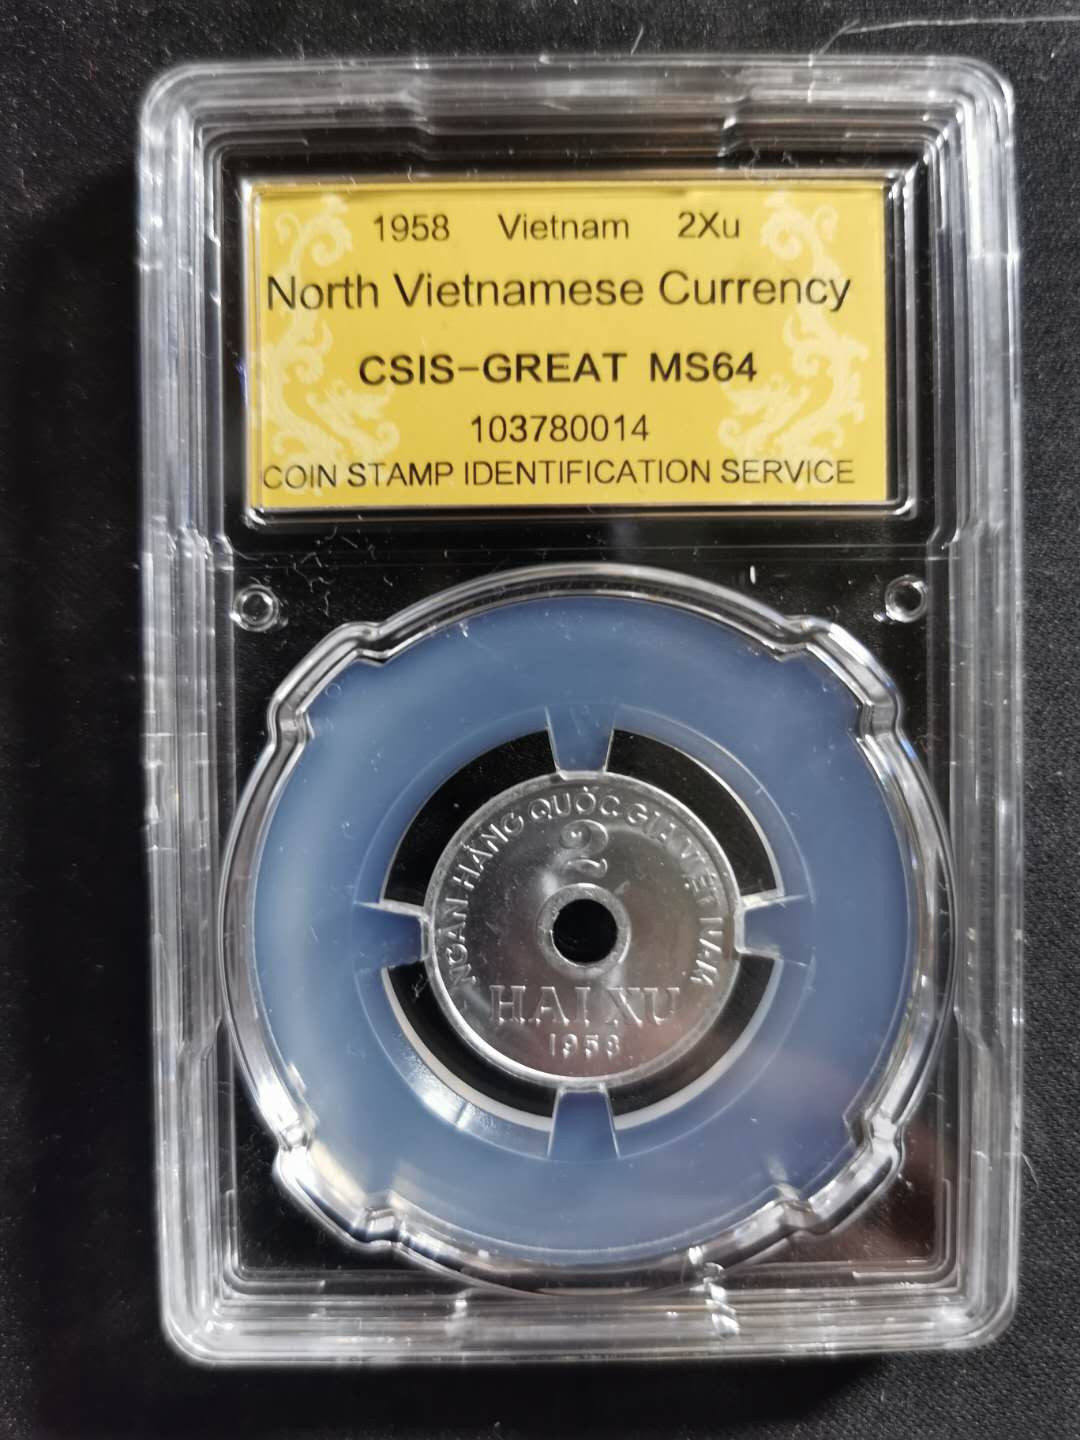 1958 Vietnam 2Xu
North Vietnamese Currency
CSIS-GREAT MS64
103780014
COIN STAMP IDENTIFICATION SERVICE
NGÂN HÀNG QUỐC GIA VIỆT NAM
2
HAI XU
1958